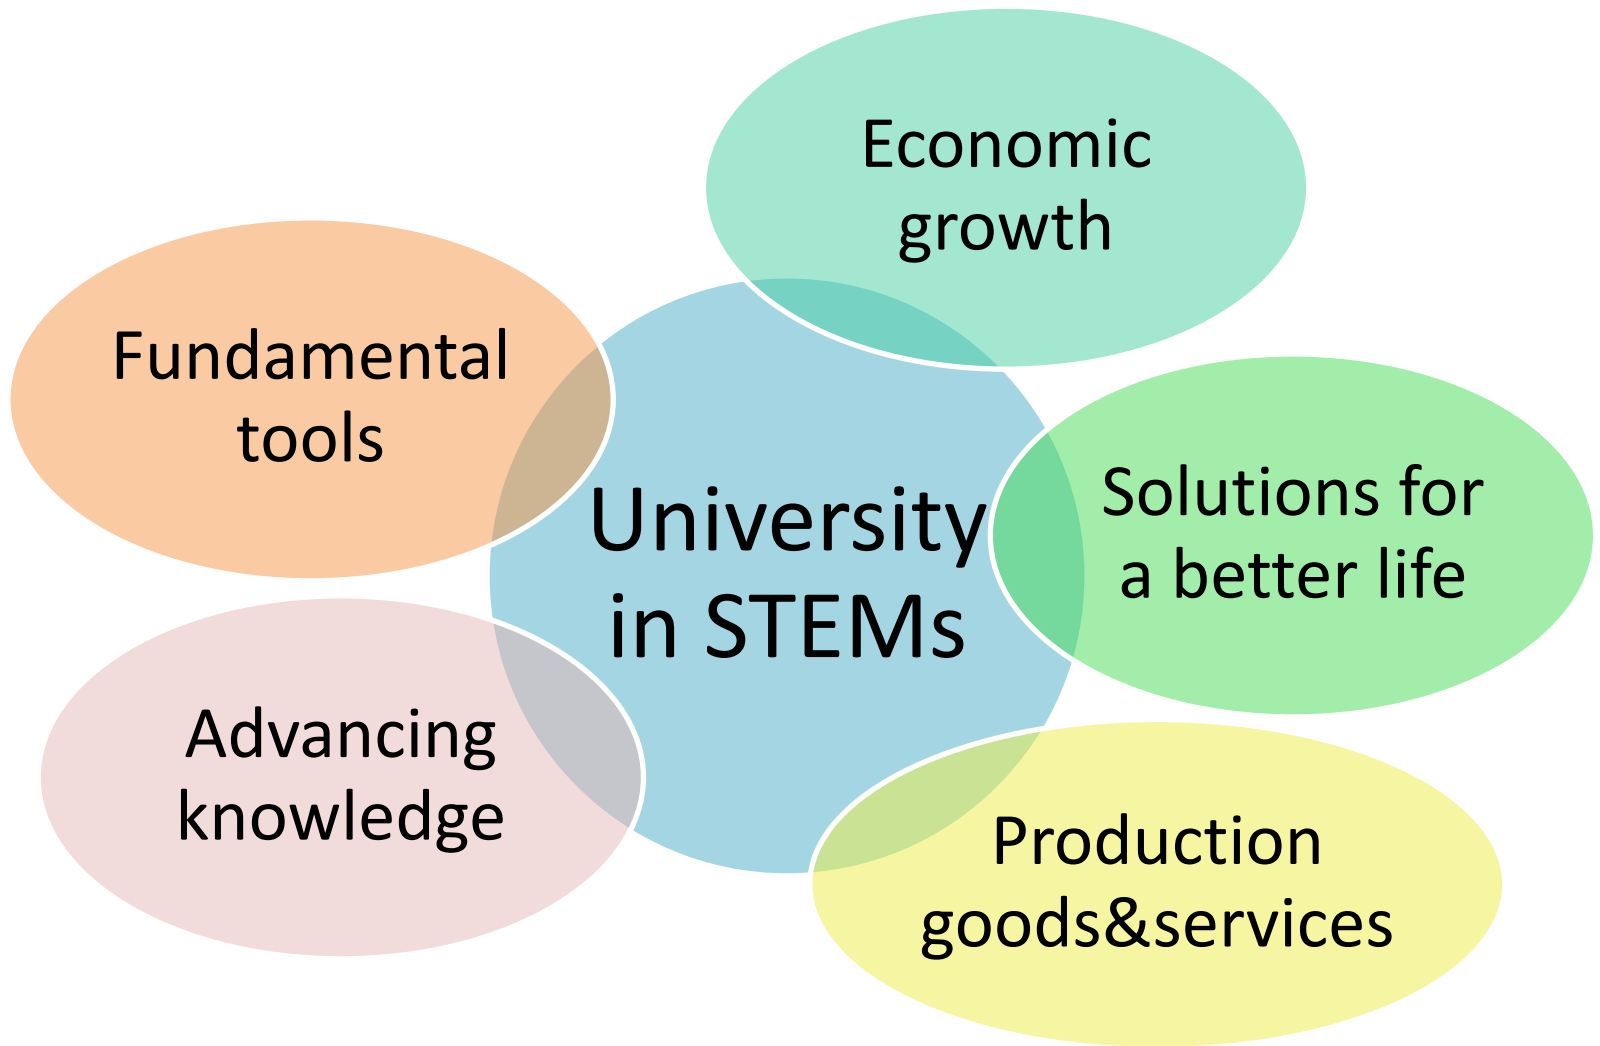 Economic
growth
Fundamental
tools
Solutions for
a better life
University
in STEMs
Advancing
knowledge
Production
goods&services